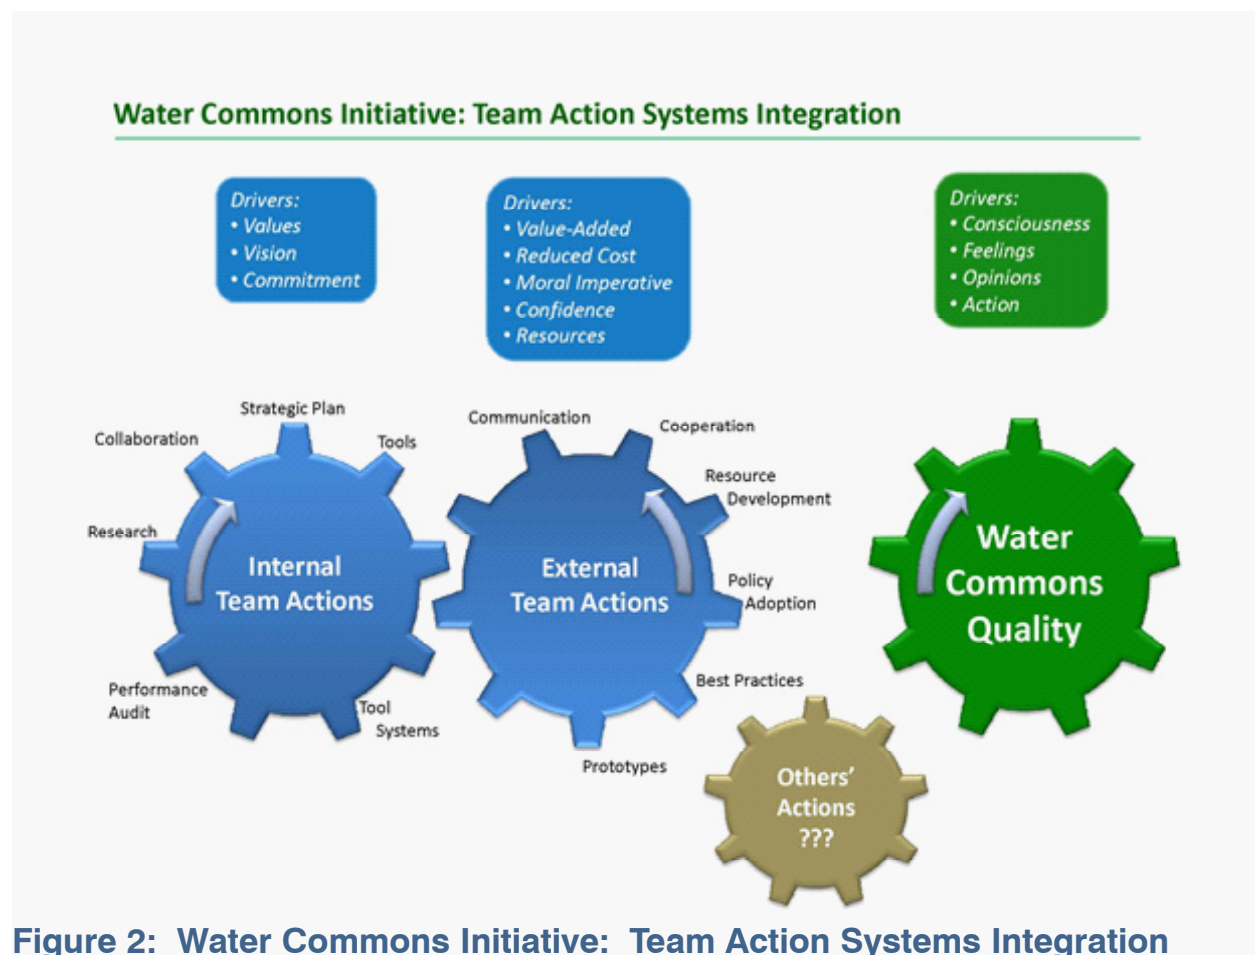 Water Commons Initiative: Team Action Systems Integration
Drivers:
• Values
• Vision
• Commitment
Drivers:
• Value-Added
• Reduced Cost
• Moral Imperative
• Confidence
• Resources
Drivers:
• Consciousness
• Feelings
• Opinions
• Action
Strategic Plan
Collaboration
Tools
Research
Internal
Team Actions
Performance
Audit
Tool
Systems
Communication
Cooperation
Resource
Development
External
Team Actions
Policy
Adoption
Best Practices
Prototypes
Others'
Actions
???
Water
Commons
Quality
Figure 2: Water Commons Initiative: Team Action Systems Integration